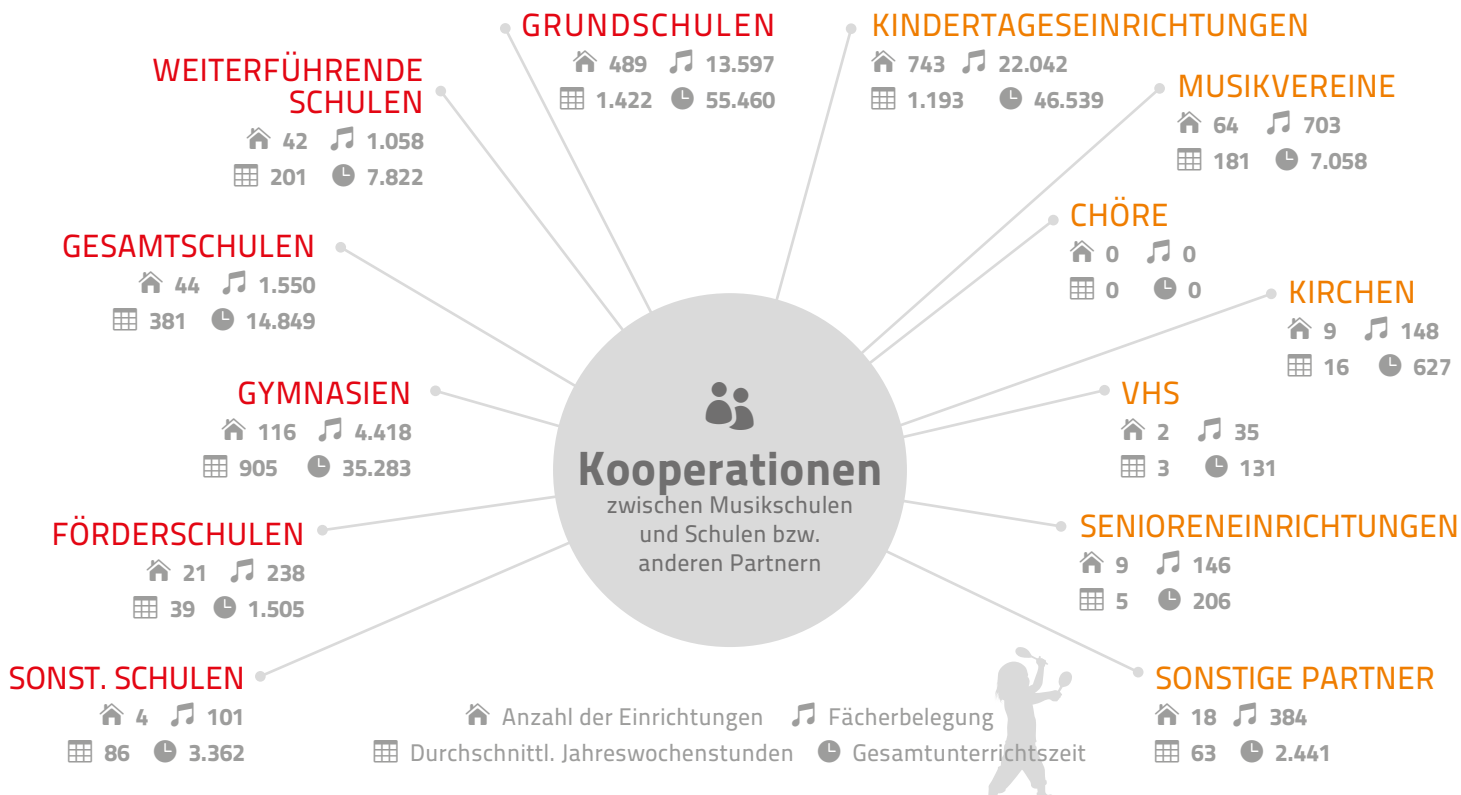 GRUNDSCHULEN
489 13.597
1.422 55.460
KINDERTAGESEINRICHTUNGEN
743 22.042
1.193 46.539
WEITERFÜHRENDE
SCHULEN
42 1.058
201 7.822
MUSIKVEREINE
64 703
181 7.058
GESAMTSCHULEN
44 1.550
381 14.849
CHÖRE
0 0
0 0
KIRCHEN
9 148
16 627
GYMNASIEN
116 4.418
905 35.283
VHS
2 35
3 131
Kooperationen
zwischen Musikschulen
und Schulen bzw.
anderen Partnern
FÖRDERSCHULEN
21 238
39 1.505
SENIORENEINRICHTUNGEN
9 146
5 206
SONST. SCHULEN
4 101
86 3.362
SONSTIGE PARTNER
18 384
63 2.441
Anzahl der Einrichtungen Fächerbelegung
Durchschnittl. Jahreswochenstunden Gesamtunterrichtszeit